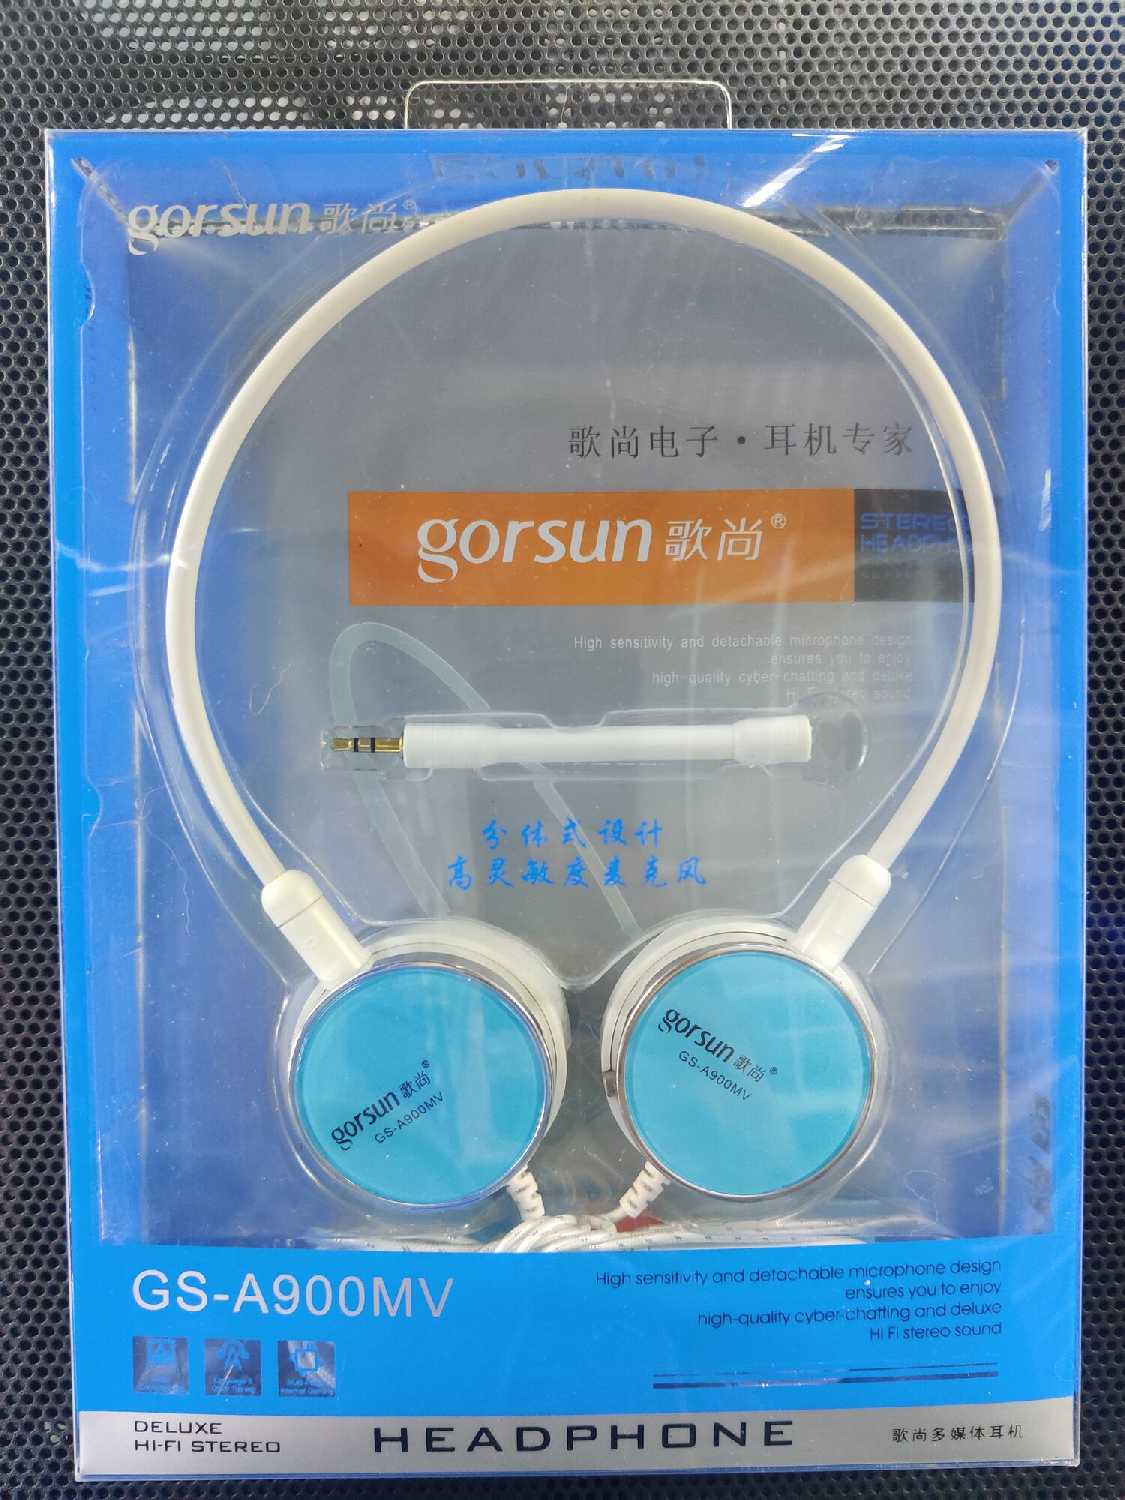 gorsun歌尚®
歌尚电子·耳机专家
gorsun歌尚®
STEREO
High sensitivity and detachable microphone design
ensures you to enjoy
high-quality cyber-chatting and deluxe
Hi Fi stereo sound
分体式设计
高灵敏度麦克风
gorsun歌尚®
GS-A900MV
gorsun歌尚®
GS-A900MV
GS-A900MV
High sensitivity and detachable microphone design
ensures you to enjoy
high-quality cyber-chatting and deluxe
Hi Fi stereo sound
DELUXE
HI-FI STEREO
HEADPHONE
歌尚多媒体耳机